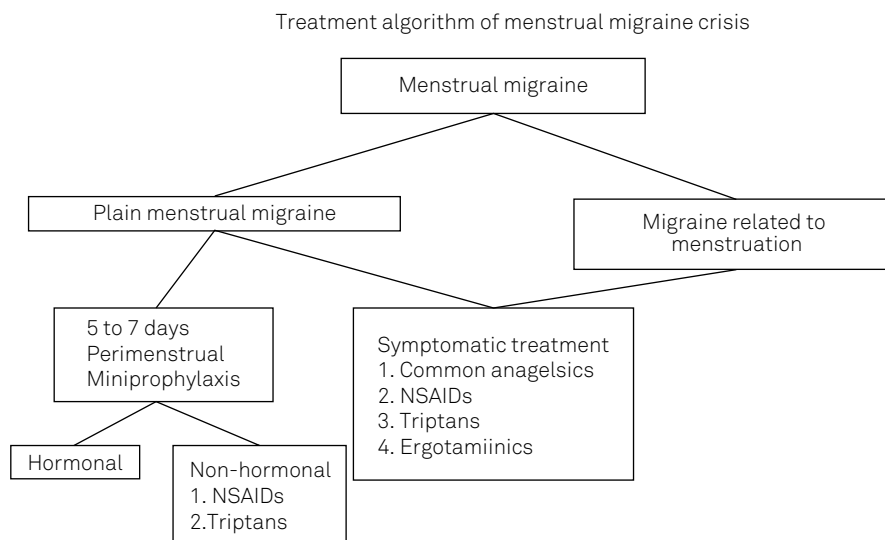 Treatment algorithm of menstrual migraine crisis
Menstrual migraine
Plain menstrual migraine
Migraine related to
menstruation
5 to 7 days
Perimenstrual
Miniprophylaxis
Symptomatic treatment
1. Common anagelsics
2. NSAIDs
3. Triptans
4. Ergotamiinics
Hormonal
Non-hormonal
1. NSAIDs
2.Triptans